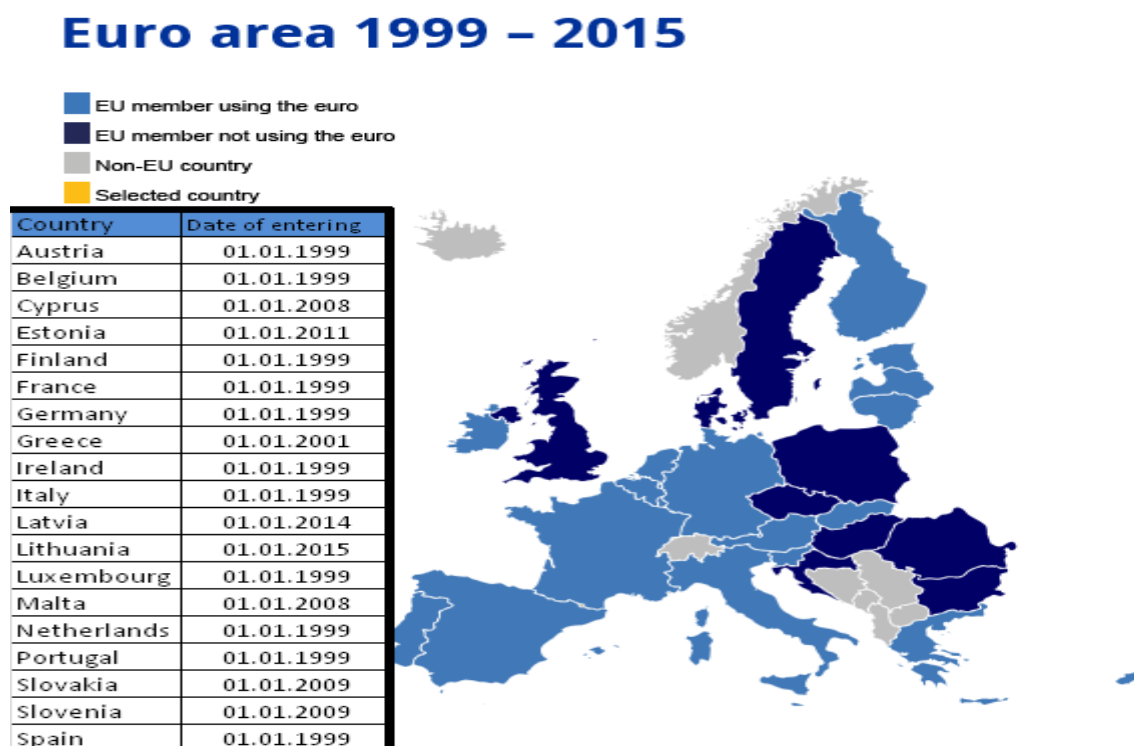 Euro area 1999 – 2015
EU member using the euro
EU member not using the euro
Non-EU country
Selected country
Country Date of entering
Austria 01.01.1999
Belgium 01.01.1999
Cyprus 01.01.2008
Estonia 01.01.2011
Finland 01.01.1999
France 01.01.1999
Germany 01.01.1999
Greece 01.01.2001
Ireland 01.01.1999
Italy 01.01.1999
Latvia 01.01.2014
Lithuania 01.01.2015
Luxembourg 01.01.1999
Malta 01.01.2008
Netherlands 01.01.1999
Portugal 01.01.1999
Slovakia 01.01.2009
Slovenia 01.01.2009
Spain 01.01.1999